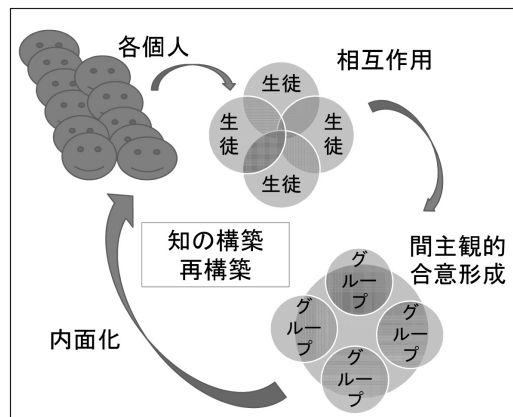 各個人
相互作用
生徒
生徒
生徒
生徒
知の構築
再構築
間主観的
合意形成
グループ
グループ
グループ
グループ
内面化